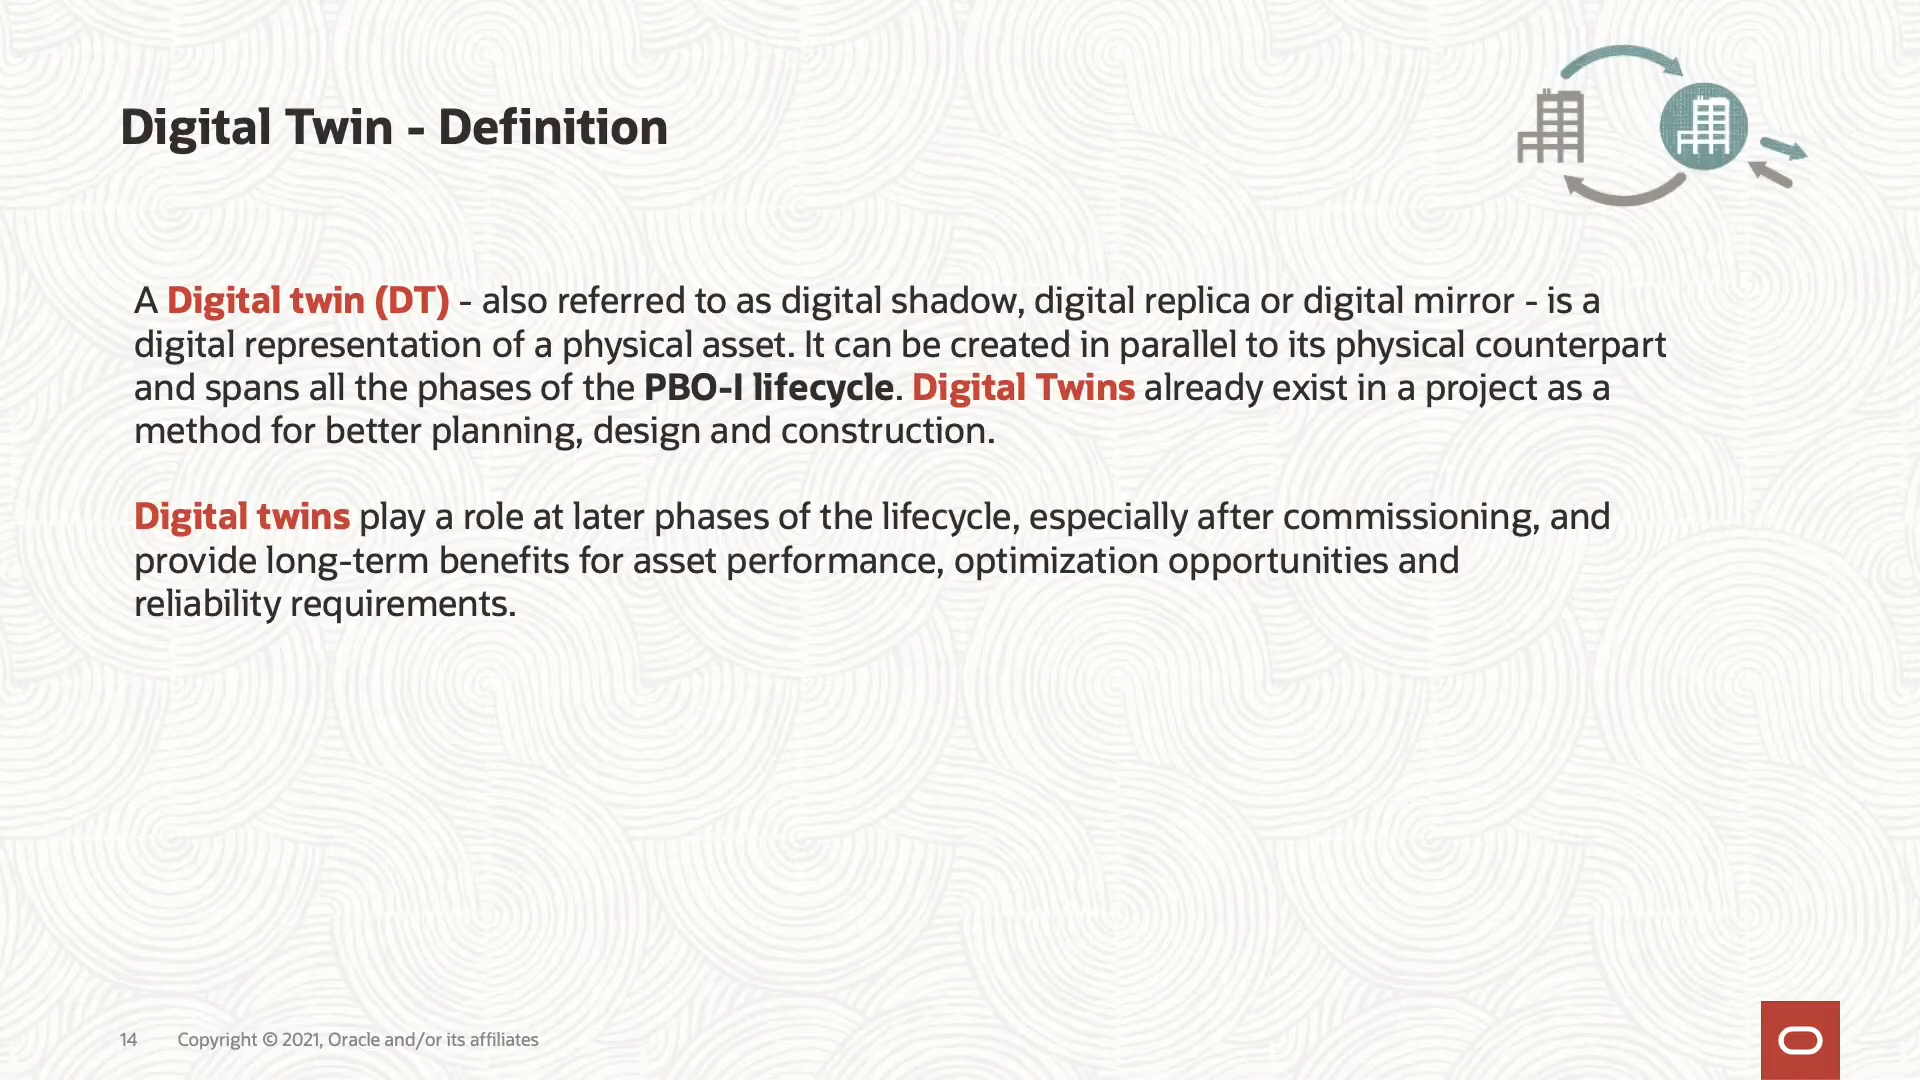 Digital Twin - Definition
A Digital twin (DT) - also referred to as digital shadow, digital replica or digital mirror - is a
digital representation of a physical asset. It can be created in parallel to its physical counterpart
and spans all the phases of the PBO-I lifecycle. Digital Twins already exist in a project as a
method for better planning, design and construction.
Digital twins play a role at later phases of the lifecycle, especially after commissioning, and
provide long-term benefits for asset performance, optimization opportunities and
reliability requirements.
14 Copyright © 2021, Oracle and/or its affiliates